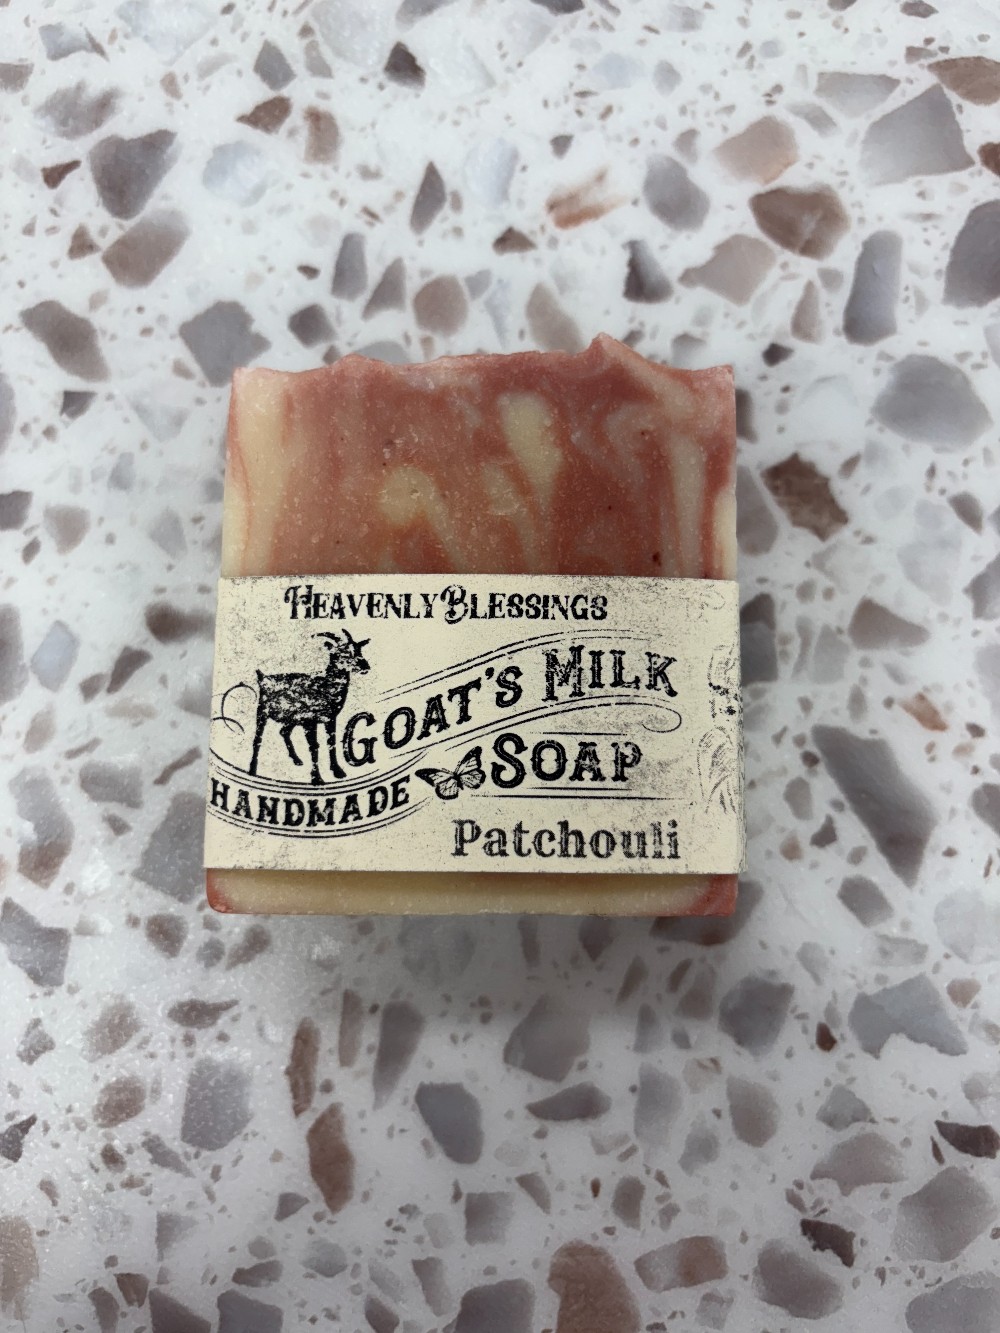 Heavenly Blessings
Goat's Milk
Handmade Soap
Patchouli